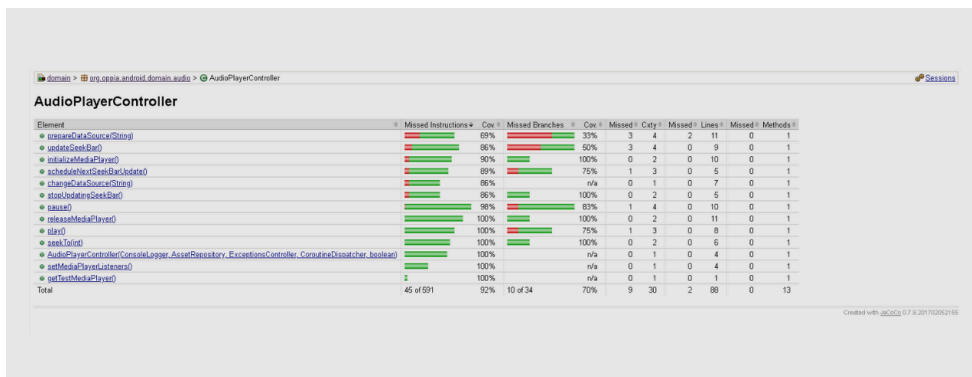 domain > org.oppia.android.domain.audio > AudioPlayerController Sessions
AudioPlayerController
Element Missed Instructions Cov. Missed Branches Cov. Missed Cxty Missed Lines Missed Methods
prepareDataSource(String) 69% 33% 3 4 2 11 0 1
updateSeekBar() 86% 50% 3 4 0 9 0 1
initializeMediaPlayer() 90% 100% 0 2 0 10 0 1
scheduleNextSeekBarUpdate() 89% 75% 1 3 0 5 0 1
changeDataSource(String) 86% n/a 0 1 0 7 0 1
stopUpdatingSeekBar() 86% 100% 0 2 0 5 0 1
pause() 98% 83% 1 4 0 10 0 1
releaseMediaPlayer() 100% 100% 0 2 0 11 0 1
play() 100% 75% 1 3 0 8 0 1
seekTo(int) 100% 100% 0 2 0 6 0 1
AudioPlayerController(ConsoleLogger, AssetRepository, ExceptionsController, CoroutineDispatcher, boolean) 100% n/a 0 1 0 4 0 1
setMediaPlayerListeners() 100% n/a 0 1 0 4 0 1
getTestMediaPlayer() 100% n/a 0 1 0 1 0 1
Total 45 of 591 92% 10 of 34 70% 9 30 2 88 0 13
Created with JaCoCo 0.7.9.201702052155